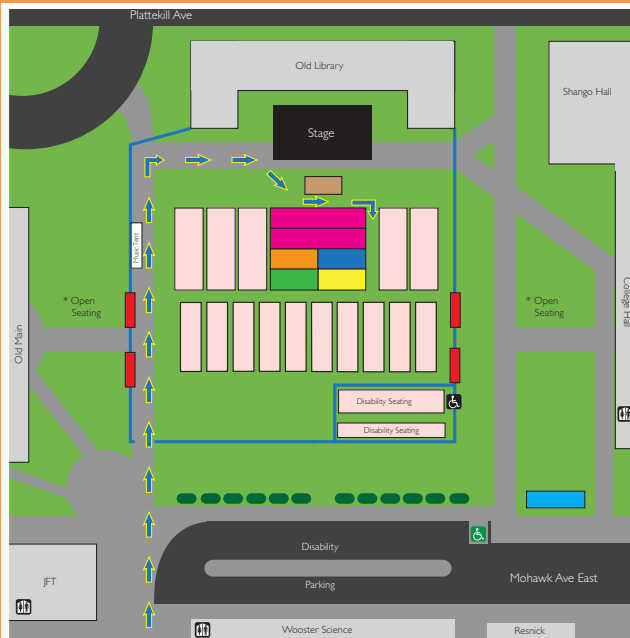 Plattekill Ave
Old Library
Shango Hall
Stage
Music Tent
* Open
Seating
* Open
Seating
Old Main
College Hall
Disability Seating
Disability Seating
Disability
Parking
JFT
Mohawk Ave East
Wooster Science
Resnick